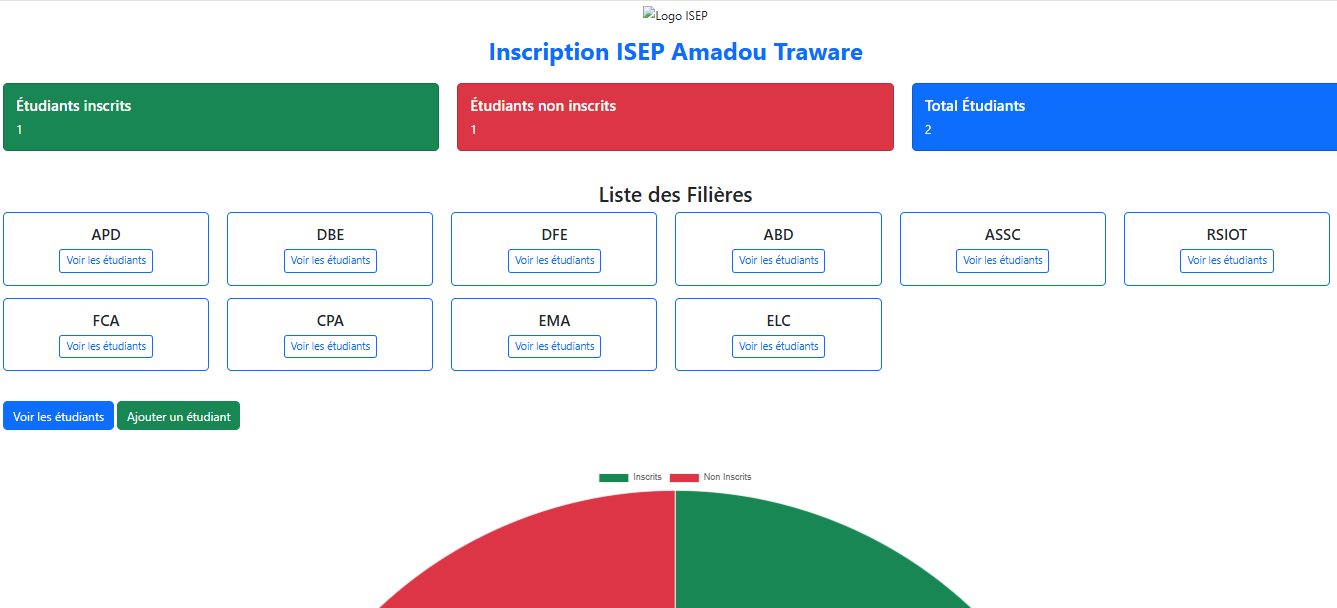 Logo ISEP
Inscription ISEP Amadou Traware
Étudiants inscrits
1
Étudiants non inscrits
1
Total Étudiants
2
Liste des Filières
APD
Voir les étudiants
DBE
Voir les étudiants
DFE
Voir les étudiants
ABD
Voir les étudiants
ASSC
Voir les étudiants
RSIOT
Voir les étudiants
FCA
Voir les étudiants
CPA
Voir les étudiants
EMA
Voir les étudiants
ELC
Voir les étudiants
Voir les étudiants
Ajouter un étudiant
Inscrits
Non Inscrits